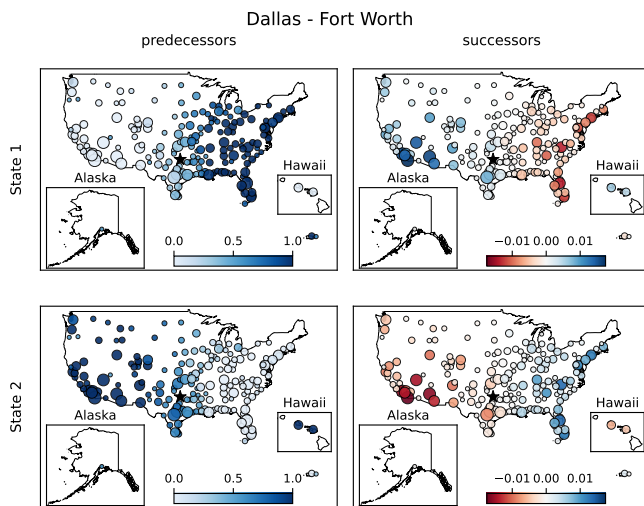 Dallas - Fort Worth
predecessors
successors
State 1
Alaska
Hawaii
0.0 0.5 1.0
Alaska
Hawaii
−0.01 0.00 0.01
State 2
Alaska
Hawaii
0.0 0.5 1.0
Alaska
Hawaii
−0.01 0.00 0.01